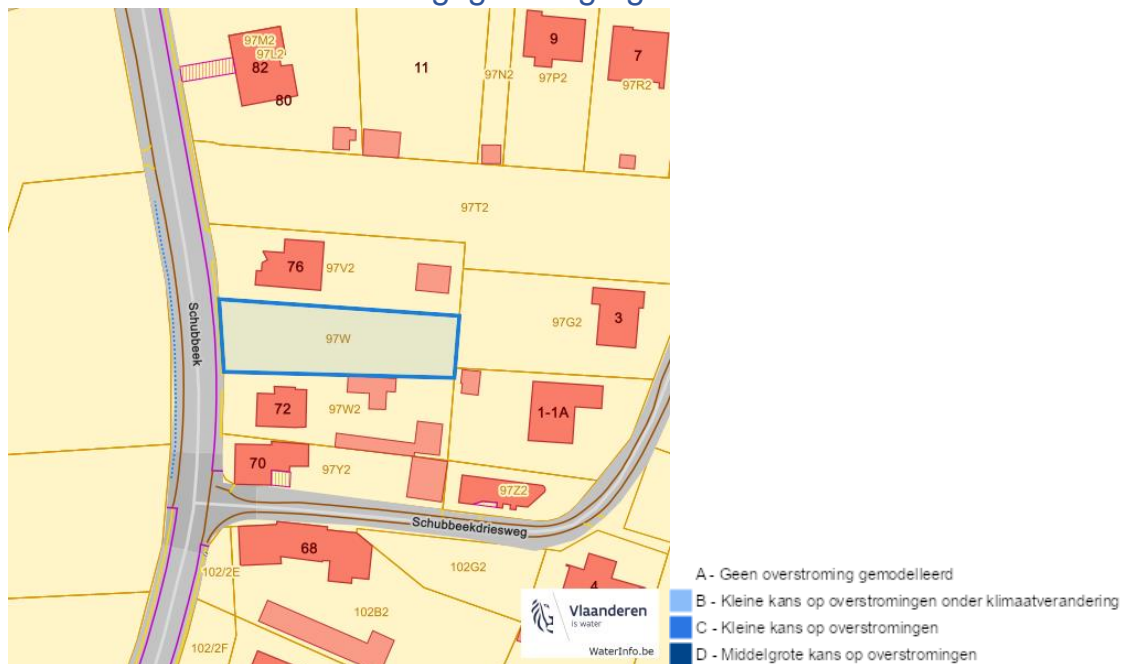 97M2
97L2
82
80
11
97N2
9
97P2
7
97R2
97T2
76
97V2
Schubbeek
97W
97G2
3
72
97W2
1-1A
70
97Y2
97Z2
Schubbeekdriesweg
68
102G2
4
102/2E
102B2
102/2F
Vlaanderen
is water
WaterInfo.be
A - Geen overstroming gemodelleerd
B - Kleine kans op overstromingen onder klimaatverandering
C - Kleine kans op overstromingen
D - Middelgrote kans op overstromingen